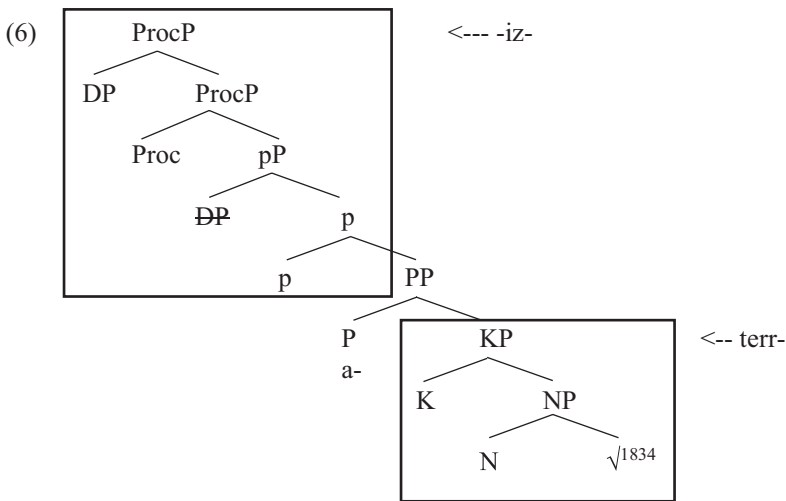 (6) ProcP <--- -iz-
DP ProcP
Proc pP
DP p
p PP
P KP <-- terr-
a-
K NP
N √1834